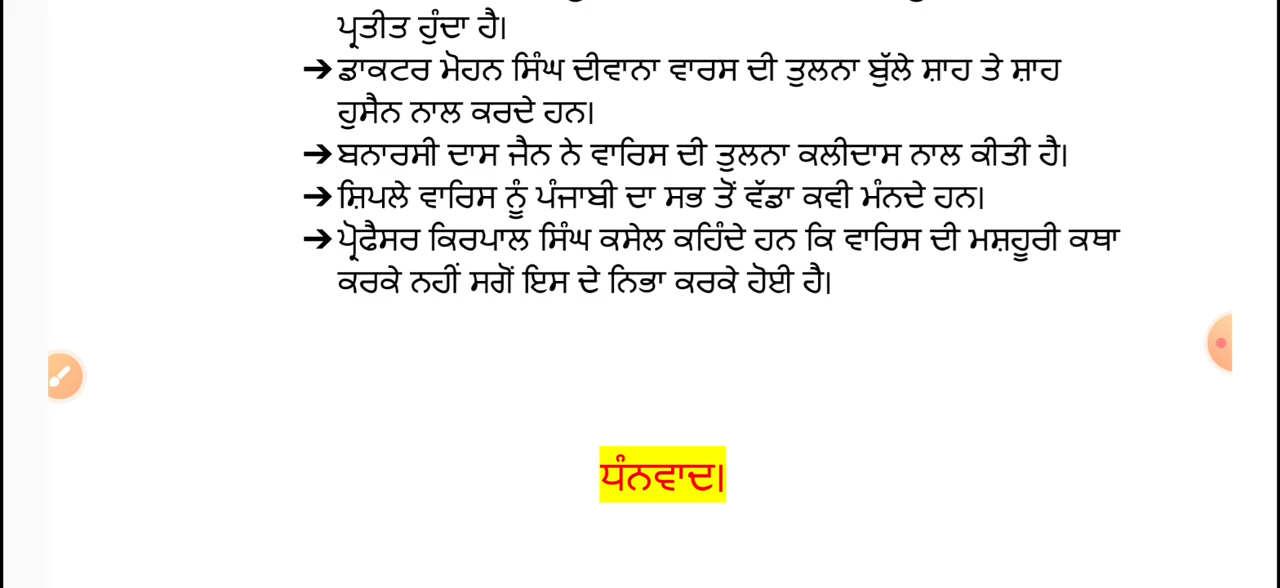 ਪ੍ਰਤੀਤ ਹੁੰਦਾ ਹੈ।
➔ ਡਾਕਟਰ ਮੋਹਨ ਸਿੰਘ ਦੀਵਾਨਾ ਵਾਰਸ ਦੀ ਤੁਲਨਾ ਬੁੱਲੇ ਸ਼ਾਹ ਤੇ ਸ਼ਾਹ
ਹੁਸੈਨ ਨਾਲ ਕਰਦੇ ਹਨ।
➔ ਬਨਾਰਸੀ ਦਾਸ ਜੈਨ ਨੇ ਵਾਰਿਸ ਦੀ ਤੁਲਨਾ ਕਲੀਦਾਸ ਨਾਲ ਕੀਤੀ ਹੈ।
➔ ਸ਼ਿਪਲੇ ਵਾਰਿਸ ਨੂੰ ਪੰਜਾਬੀ ਦਾ ਸਭ ਤੋਂ ਵੱਡਾ ਕਵੀ ਮੰਨਦੇ ਹਨ।
➔ ਪ੍ਰੋਫੈਸਰ ਕਿਰਪਾਲ ਸਿੰਘ ਕਸੇਲ ਕਹਿੰਦੇ ਹਨ ਕਿ ਵਾਰਿਸ ਦੀ ਮਸ਼ਹੂਰੀ ਕਥਾ
ਕਰਕੇ ਨਹੀਂ ਸਗੋਂ ਇਸ ਦੇ ਨਿਭਾ ਕਰਕੇ ਹੋਈ ਹੈ।
ਧੰਨਵਾਦ।